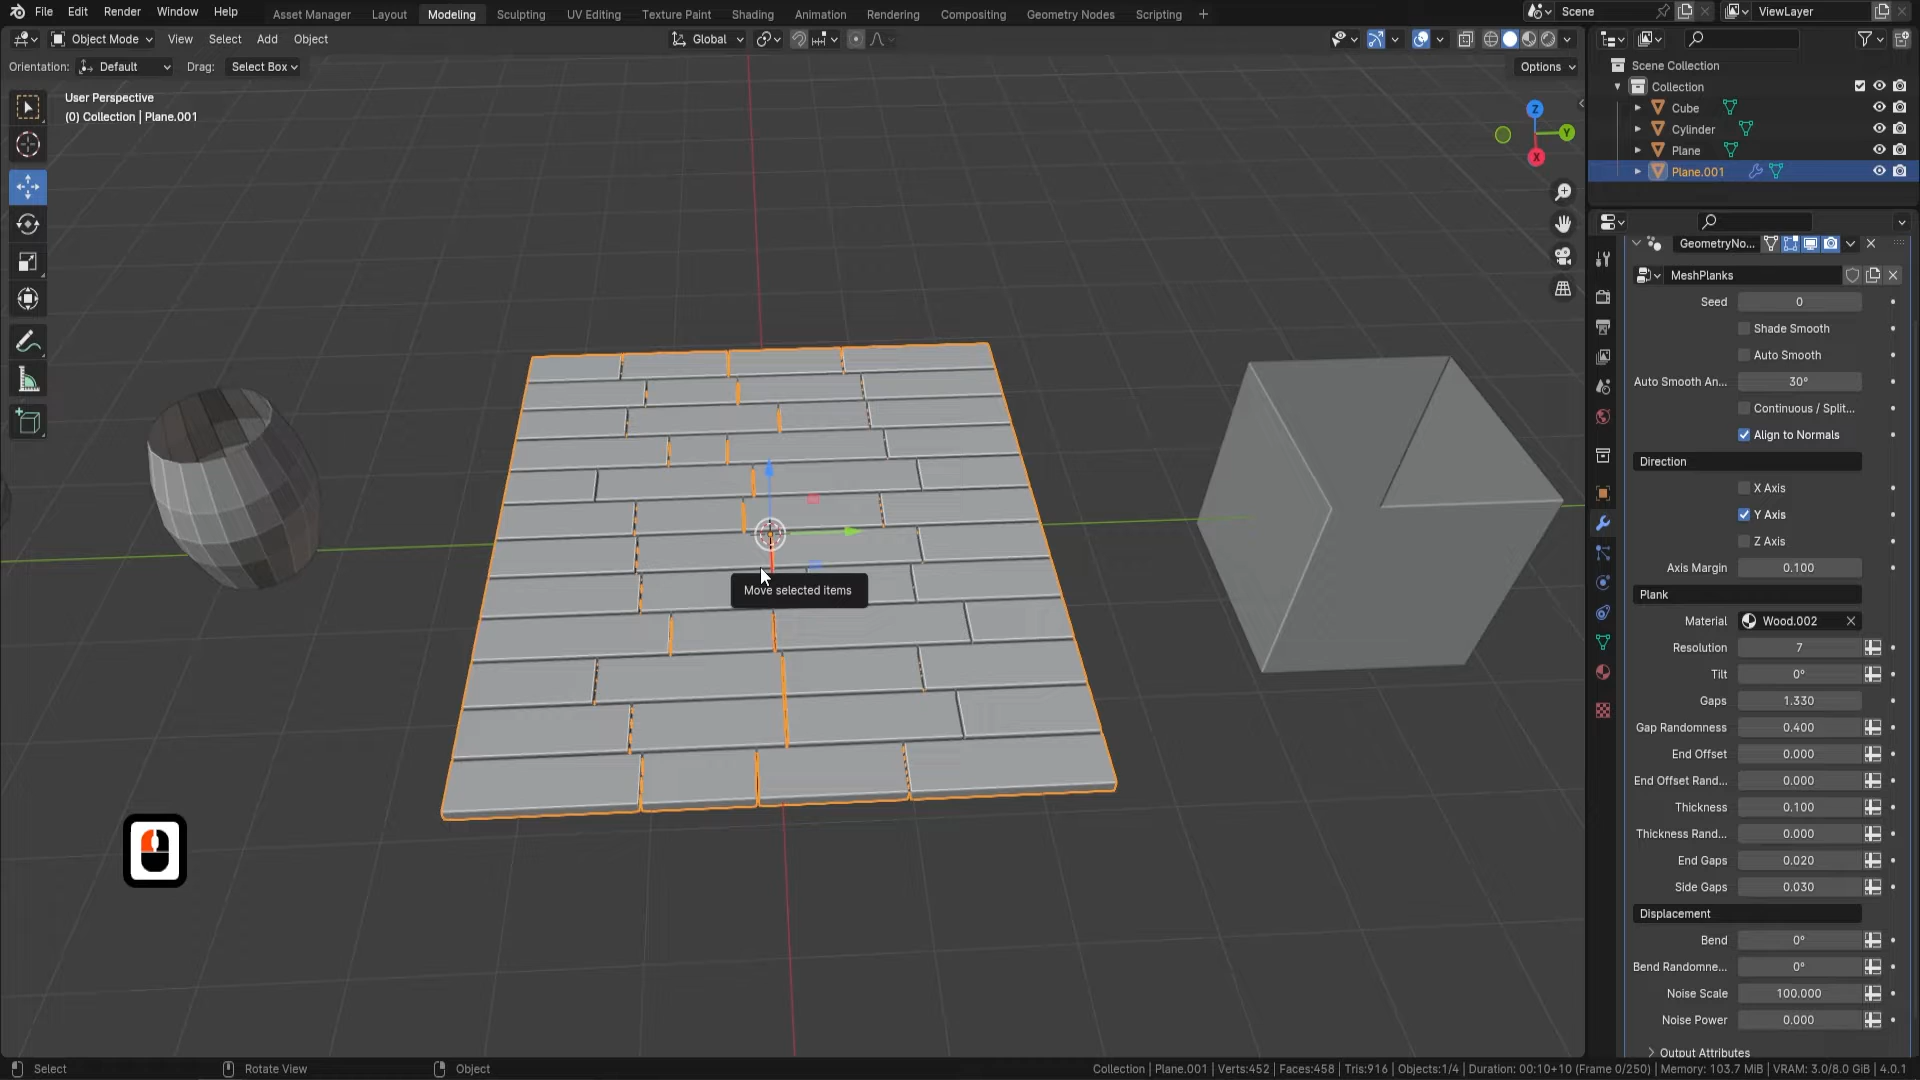 File Edit Render Window Help
Asset Manager Layout Modeling Sculpting UV Editing Texture Paint Shading Animation Rendering Compositing Geometry Nodes Scripting +
Scene ViewLayer
Object Mode View Select Add Object Global
Orientation: Default Drag: Select Box Options
User Perspective
(0) Collection | Plane.001
Z
Y
X
Move selected items
Scene Collection
Collection
Cube
Cylinder
Plane
Plane.001
GeometryNo...
MeshPlanks
Seed 0
Shade Smooth
Auto Smooth
Auto Smooth An... 30°
Continuous / Split...
Align to Normals
Direction
X Axis
Y Axis
Z Axis
Axis Margin 0.100
Plank
Material Wood.002
Resolution 7
Tilt 0°
Gaps 1.330
Gap Randomness 0.400
End Offset 0.000
End Offset Rand... 0.000
Thickness 0.100
Thickness Rand... 0.000
End Gaps 0.020
Side Gaps 0.030
Displacement
Bend 0°
Bend Randomne... 0°
Noise Scale 100.000
Noise Power 0.000
Output Attributes
Select Rotate View Object Collection | Plane.001 | Verts:452 | Faces:458 | Tris:916 | Objects:1/4 | Duration: 00:10+10 (Frame 0/250) | Memory: 103.7 MiB | VRAM: 3.0/8.0 GiB | 4.0.1